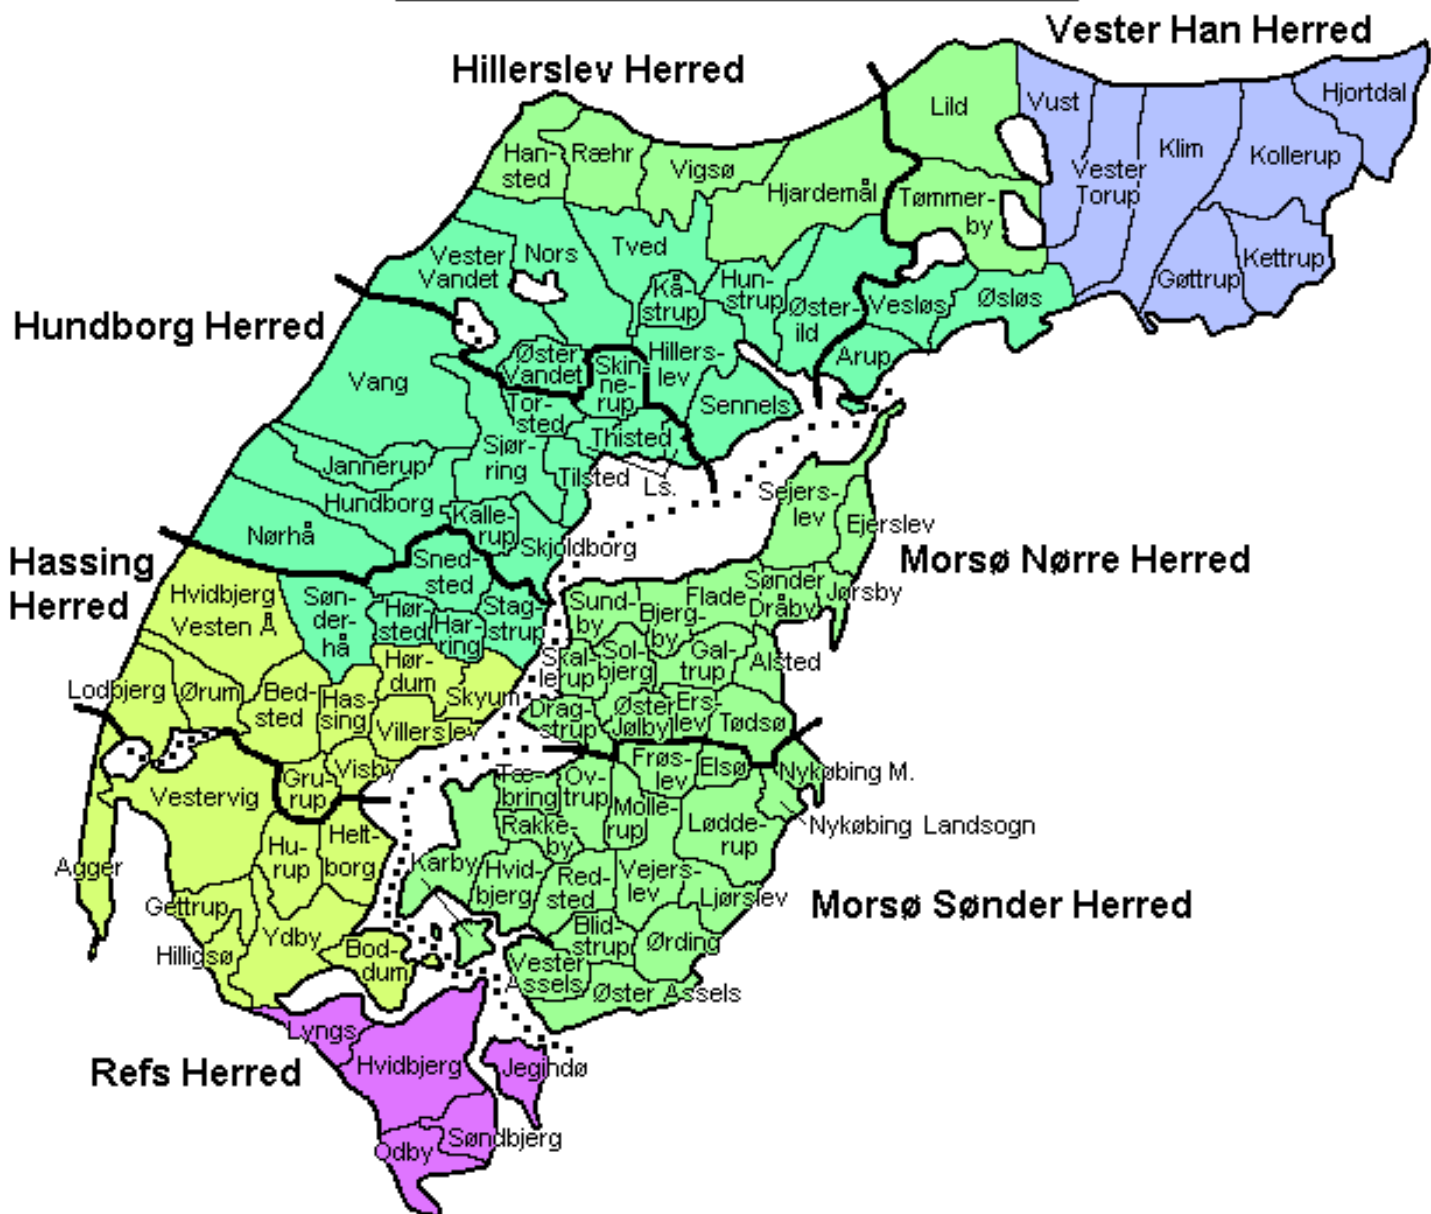 Vester Han Herred
Hillerslev Herred
Lild
Vust
Hjortdal
Han-
sted
Ræhr
Vigsø
Hjardemål
Tømmer-
by
Vester
Torup
Klim
Kollerup
Kettrup
Gøttrup
Vester
Vandet
Nors
Tved
Kå-
strup
Hun-
strup
Øster-
ild
Vesløs
Øsløs
Arup
Hundborg Herred
Vang
Øster
Vandet
Skin-
ne-
rup
Hillers-
lev
Sennels
Tor-
sted
Thisted
Sjør-
ring
Tilsted
Ls.
Jannerup
Hundborg
Kalle-
rup
Skjoldborg
Nørhå
Sned-
sted
Sejers-
lev
Ejerslev
Morsø Nørre Herred
Hassing
Herred
Hvidbjerg
Vesten Å
Søn-
der-
hå
Hør-
sted
Har-
ring
Stag-
strup
Sund-
by
Bjerg-
by
Flade
Sønder
Dråby
Jørsby
Skal-
lerup
Sol-
bjerg
Gal-
trup
Alsted
Lodbjerg
Ørum
Bed-
sted
Has-
sing
Hør-
dum
Skyum
Villerslev
Drag-
strup
Øster
Jølby
Ers-
lev
Tødsø
Vestervig
Gru-
rup
Visby
Tæ-
bring
Ov-
trup
Frøs-
lev
Elsø
Nykøbing M.
Nykøbing Landsogn
Rakke-
by
Molle-
rup
Lødde-
rup
Agger
Hu-
rup
Helt-
borg
Karby
Hvid-
bjerg
Red-
sted
Vejers-
lev
Ljørslev
Morsø Sønder Herred
Gettrup
Hilligsø
Ydby
Bod-
dum
Blid-
strup
Ørding
Vester
Assels
Øster Assels
Refs Herred
Lyngs
Hvidbjerg
Jegindø
Søndbjerg
Odby